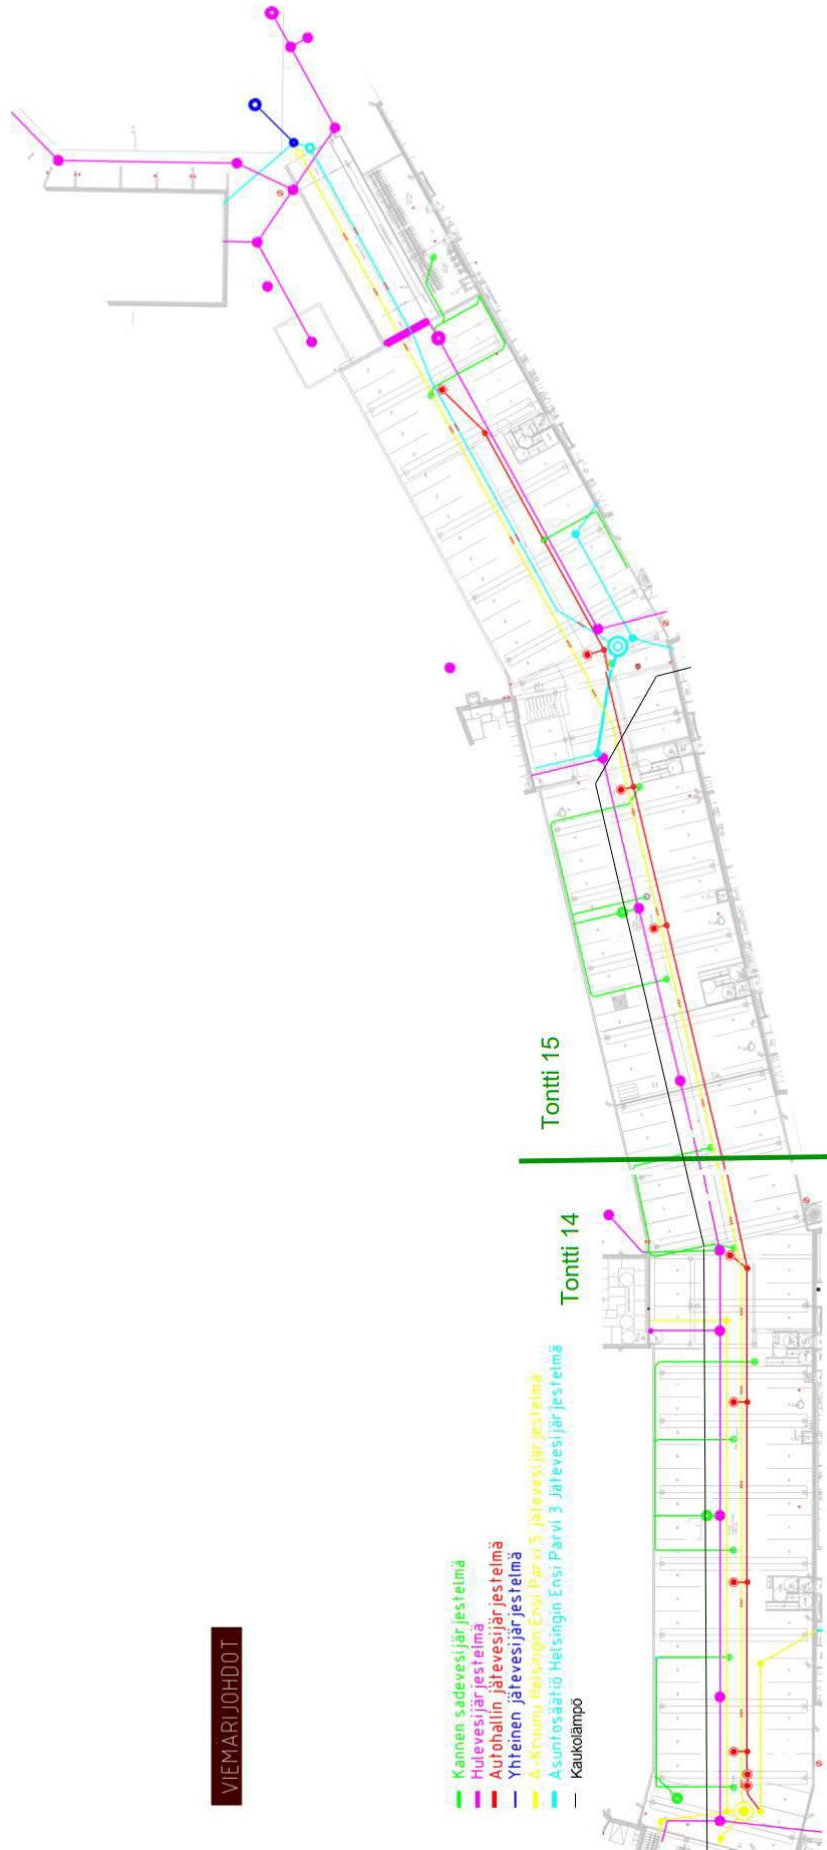 VIEMÄRIJOHDOT
Kannen sadevesijärjestelmä
Hulevesijärjestelmä
Autohallin jätevesijärjestelmä
Yhteinen jätevesijärjestelmä
A-Kruunu Helsingin Ensi Parvi 5 jätevesijärjestelmä
Asuntosäätiö Helsingin Ensi Parvi 3 Jätevesijärjestelmä
Kaukolämpö
Tontti 14
Tontti 15